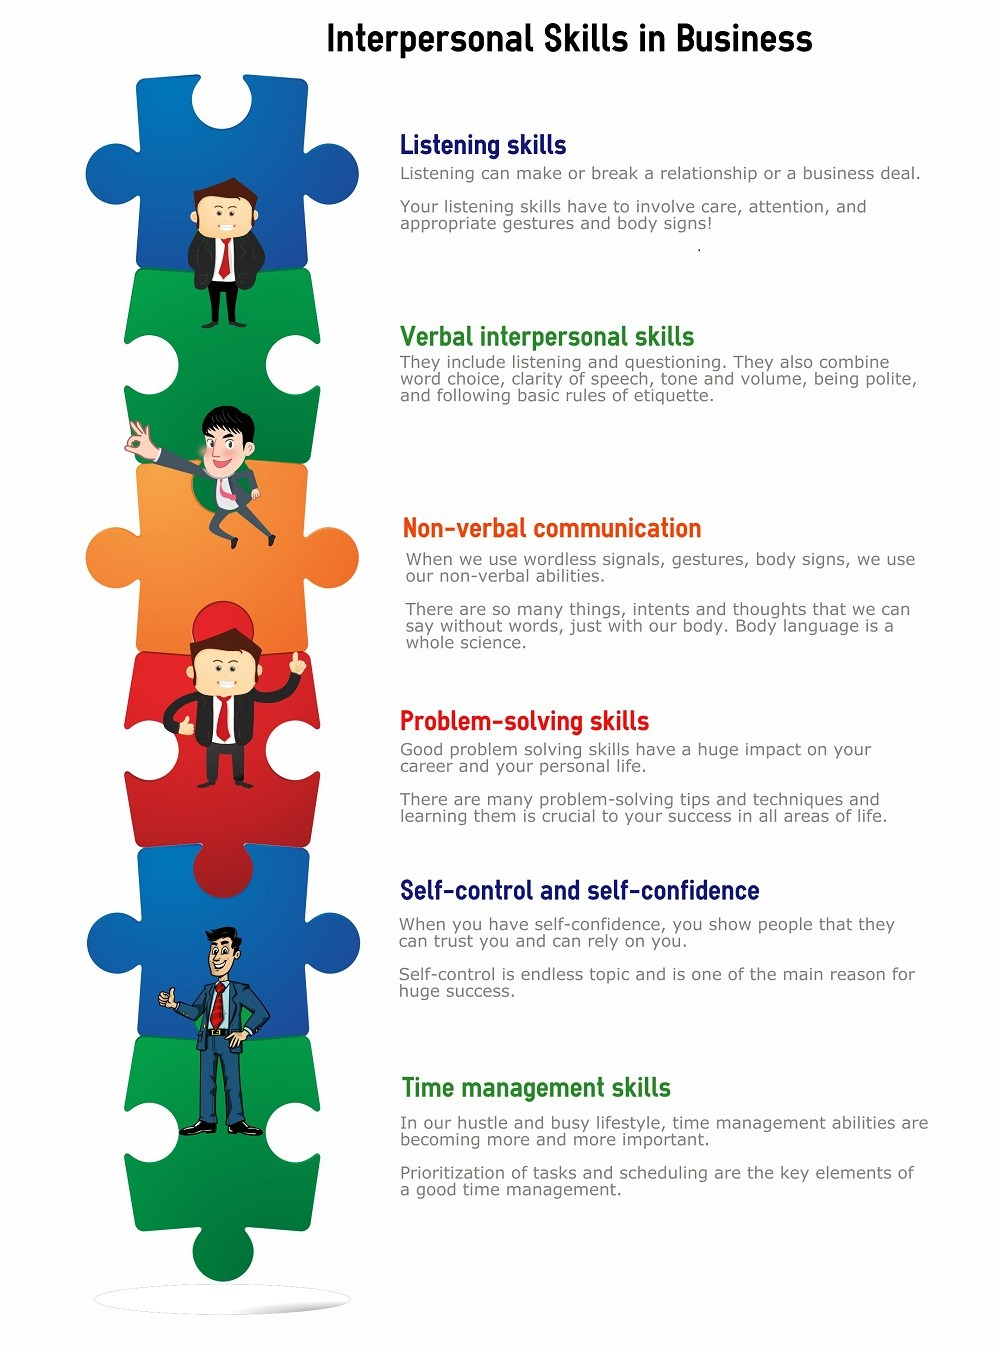 Interpersonal Skills in Business
Listening skills
Listening can make or break a relationship or a business deal.
Your listening skills have to involve care, attention, and
appropriate gestures and body signs!
.
Verbal interpersonal skills
They include listening and questioning. They also combine
word choice, clarity of speech, tone and volume, being polite,
and following basic rules of etiquette.
Non-verbal communication
When we use wordless signals, gestures, body signs, we use
our non-verbal abilities.
There are so many things, intents and thoughts that we can
say without words, just with our body. Body language is a
whole science.
Problem-solving skills
Good problem solving skills have a huge impact on your
career and your personal life.
There are many problem-solving tips and techniques and
learning them is crucial to your success in all areas of life.
Self-control and self-confidence
When you have self-confidence, you show people that they
can trust you and can rely on you.
Self-control is endless topic and is one of the main reason for
huge success.
Time management skills
In our hustle and busy lifestyle, time management abilities are
becoming more and more important.
Prioritization of tasks and scheduling are the key elements of
a good time management.